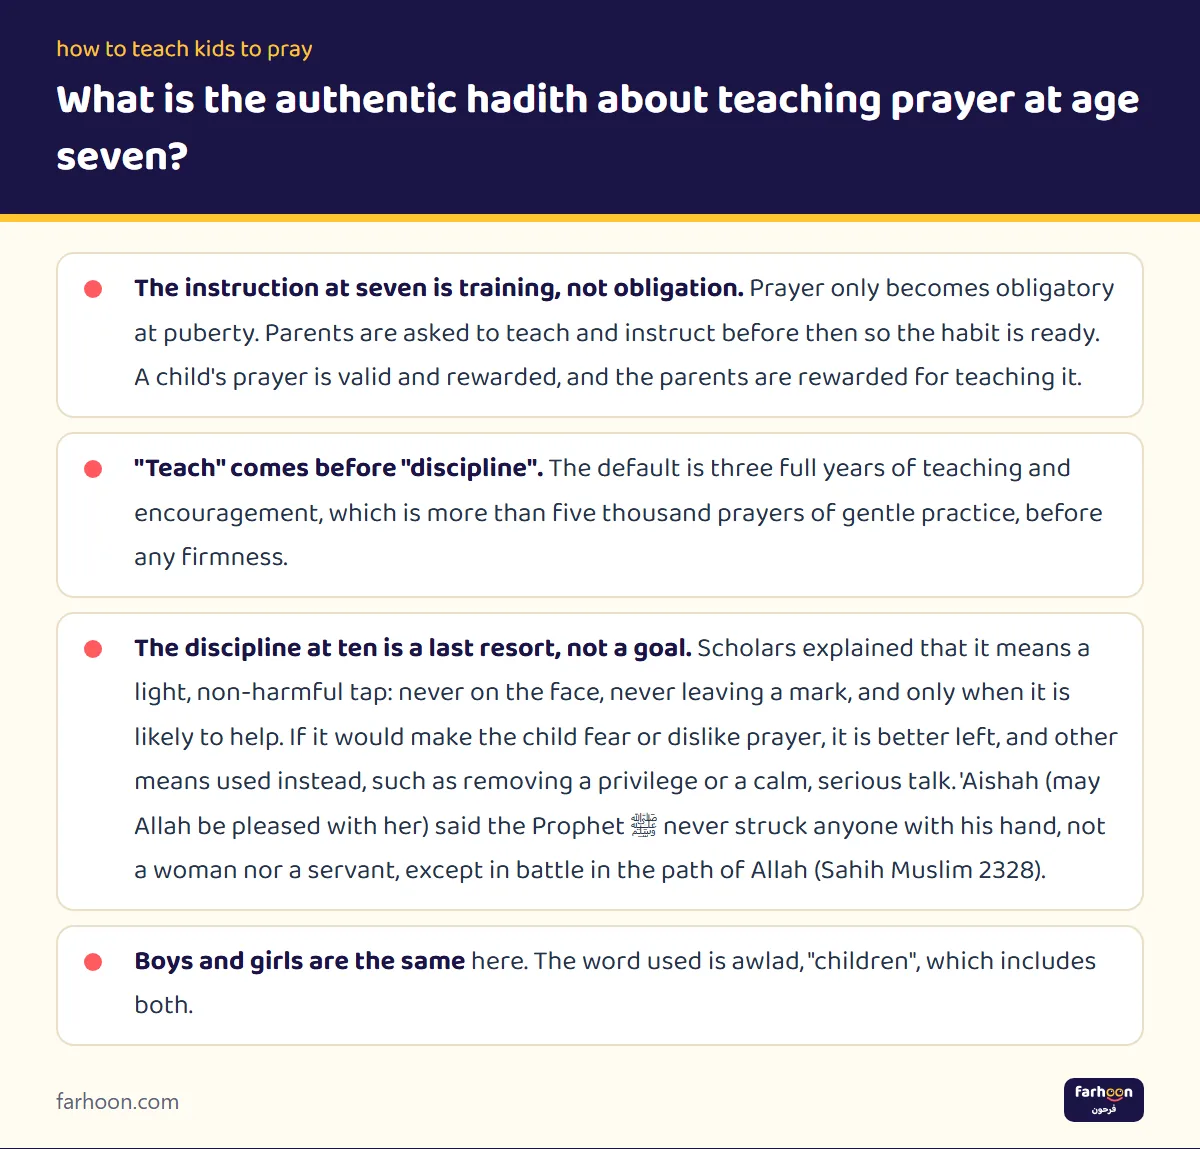 how to teach kids to pray
What is the authentic hadith about teaching prayer at age
seven?
The instruction at seven is training, not obligation. Prayer only becomes obligatory
at puberty. Parents are asked to teach and instruct before then so the habit is ready.
A child's prayer is valid and rewarded, and the parents are rewarded for teaching it.
"Teach" comes before "discipline". The default is three full years of teaching and
encouragement, which is more than five thousand prayers of gentle practice, before
any firmness.
The discipline at ten is a last resort, not a goal. Scholars explained that it means a
light, non-harmful tap: never on the face, never leaving a mark, and only when it is
likely to help. If it would make the child fear or dislike prayer, it is better left, and other
means used instead, such as removing a privilege or a calm, serious talk. 'Aishah (may
Allah be pleased with her) said the Prophet ﷺ never struck anyone with his hand, not
a woman nor a servant, except in battle in the path of Allah (Sahih Muslim 2328).
Boys and girls are the same here. The word used is awlad, "children", which includes
both.
farhoon.com
farhoon
فرحون